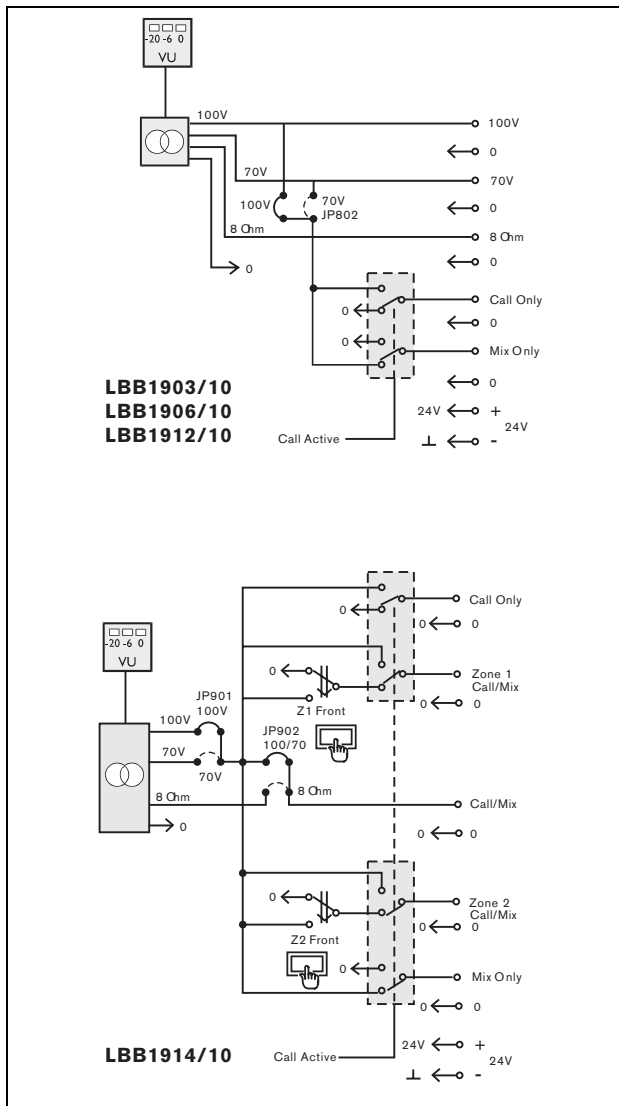 -20 -6 0
VU
100V
100V
0
70V
70V
100V
70V
JP802
0
8 Ohm
8 Ohm
0
0
Call Only
0
0
0
Mix Only
0
LBB1903/10
LBB1906/10
LBB1912/10
24V +
24V
Call Active
⊥ -
Call Only
0
0
-20 -6 0
VU
0
Zone 1
Call/Mix
JP901
100V
100V
Z1 Front
0 0
JP902
100/70
70V
70V
8 Ohm
8 Ohm
Call/Mix
0
0 0
0
Zone 2
Call/Mix
0 0
Z2 Front
0
Mix Only
0 0
LBB1914/10
Call Active
24V +
24V
⊥ -